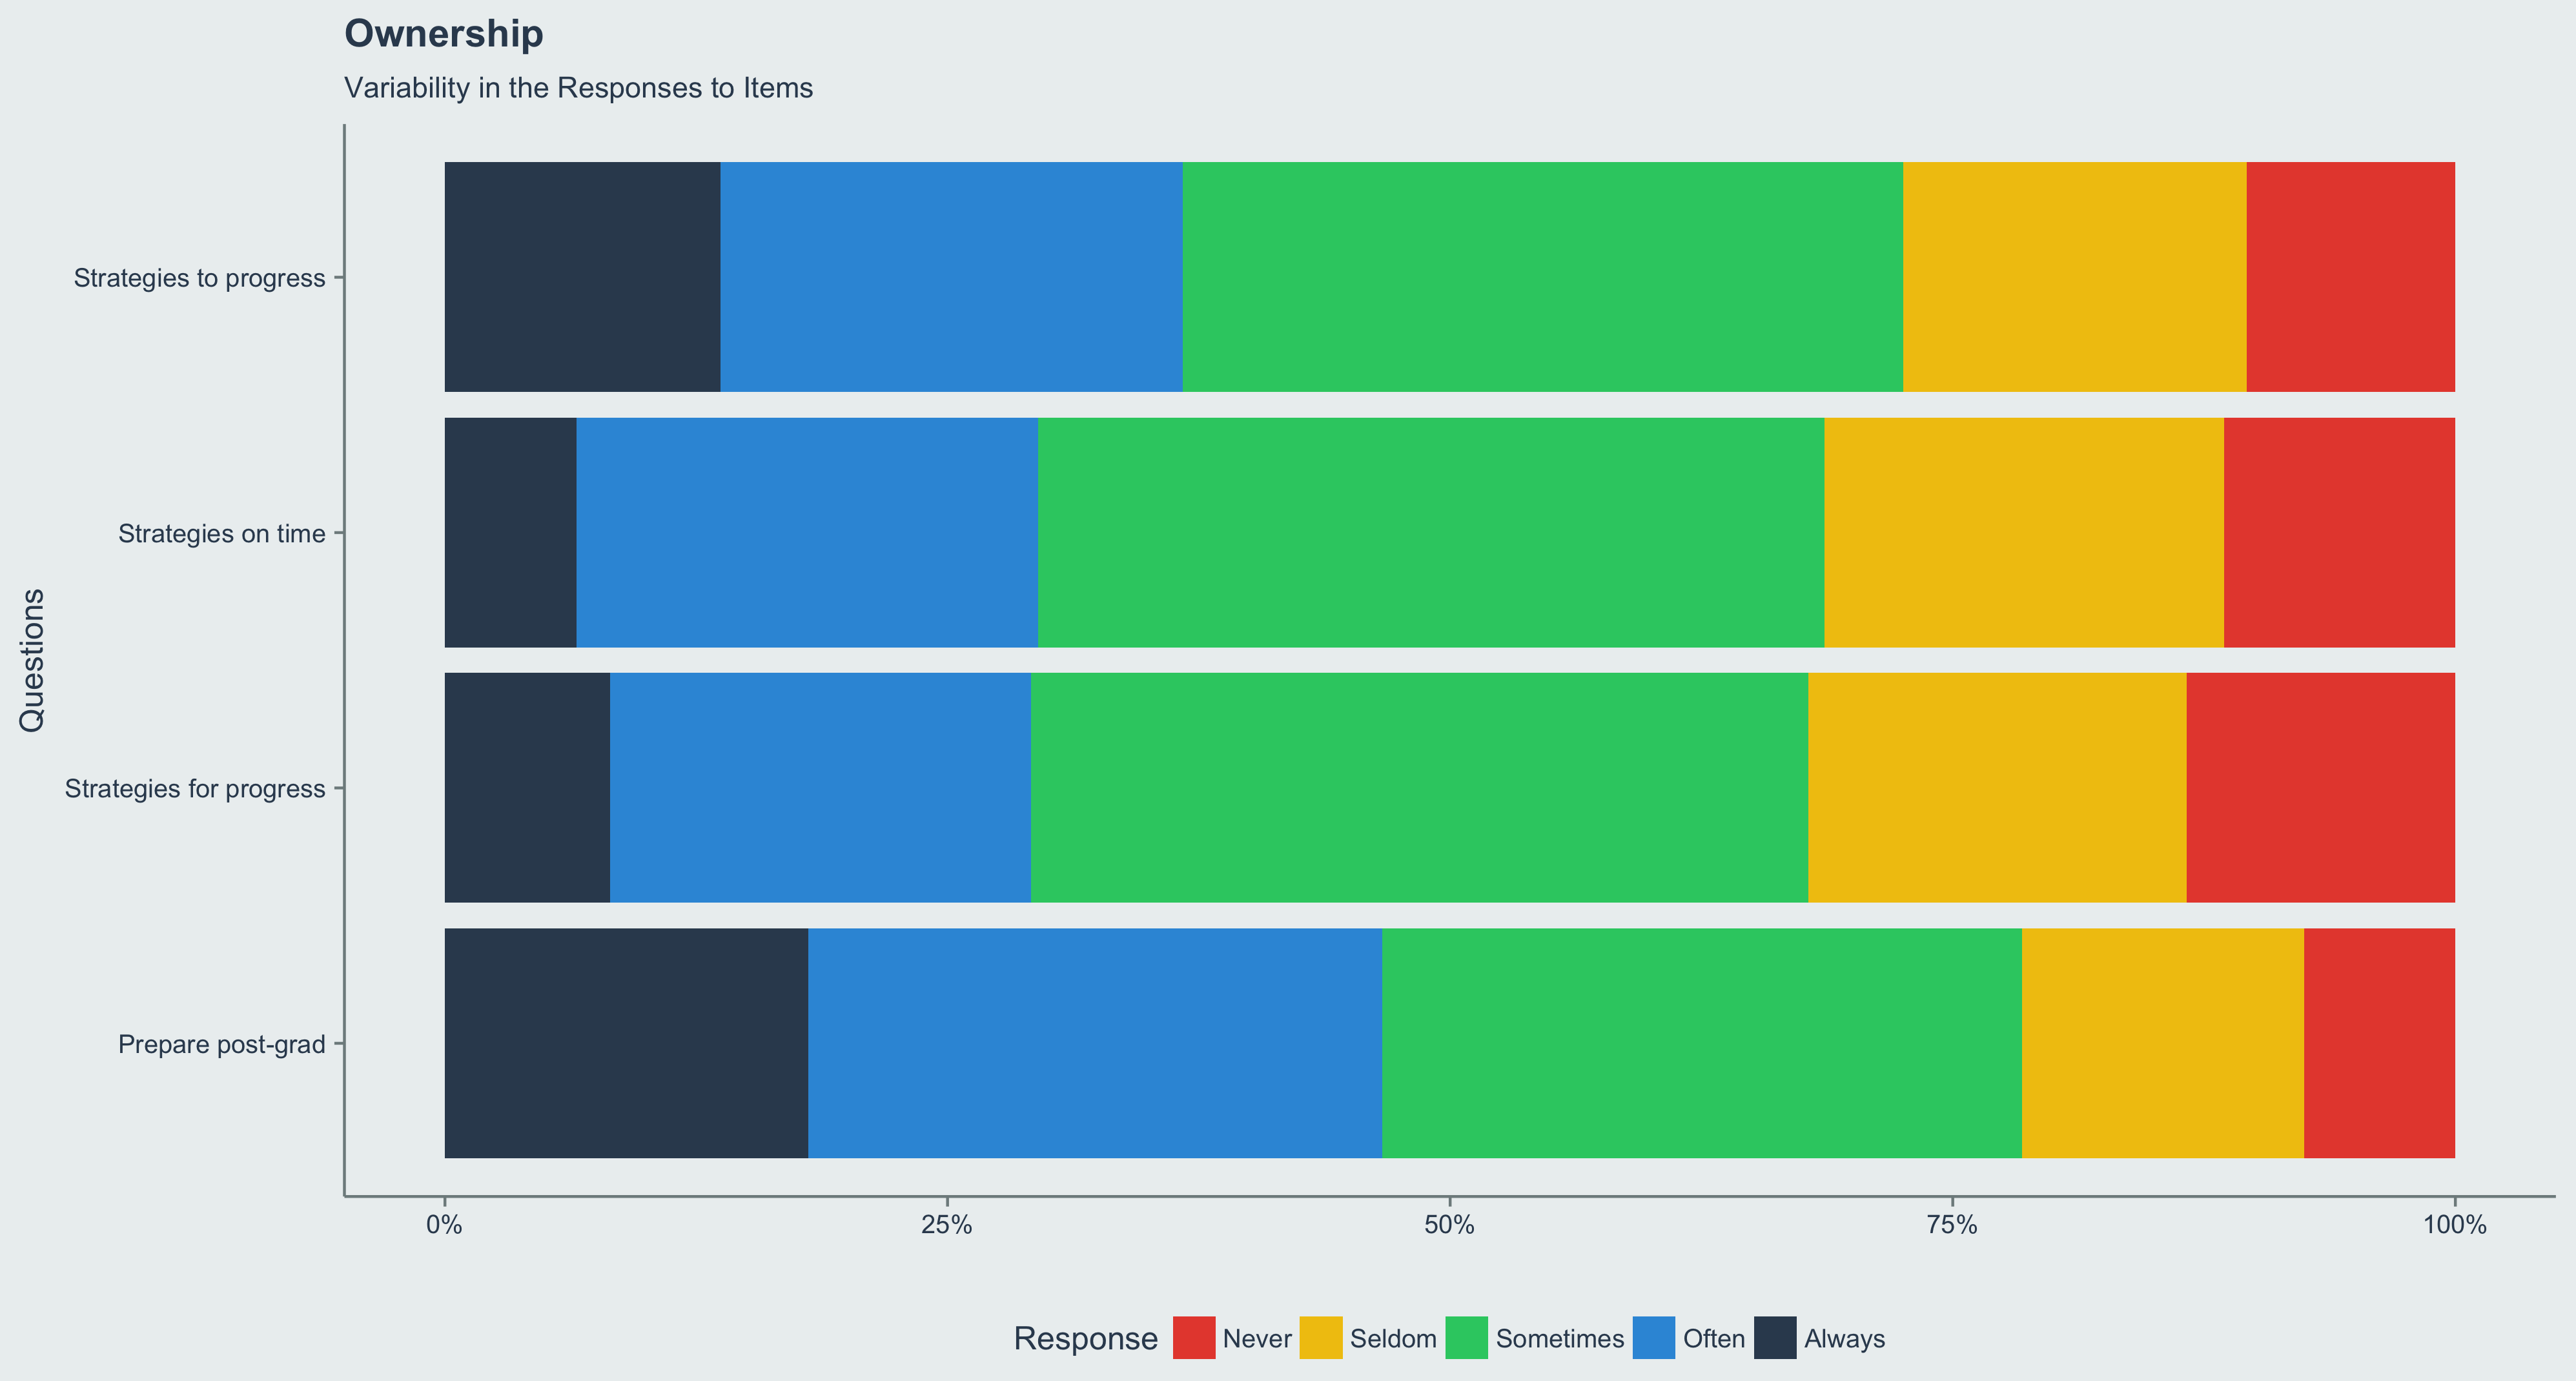 Ownership
Variability in the Responses to Items
Questions
Strategies to progress
Strategies on time
Strategies for progress
Prepare post-grad
0% 25% 50% 75% 100%
Response Never Seldom Sometimes Often Always